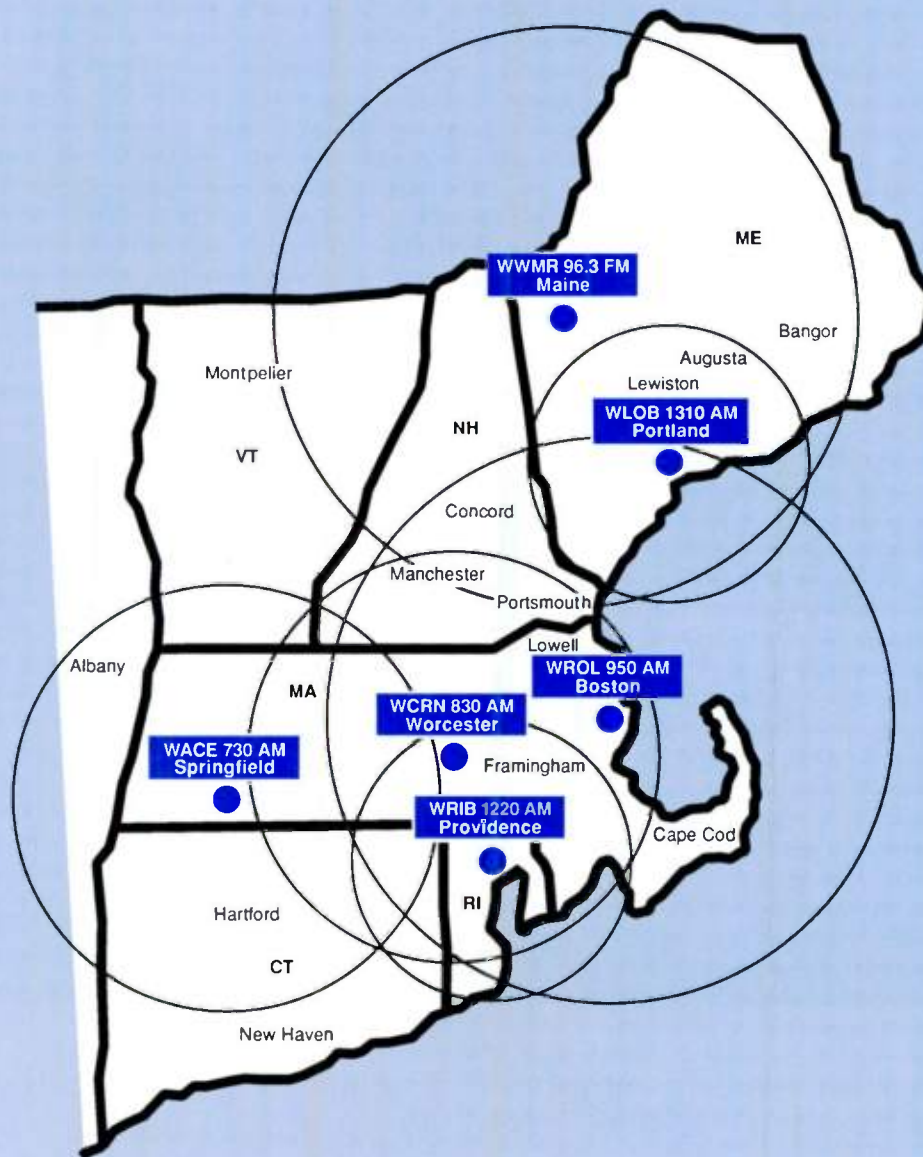 ME
WWMR 96.3 FM
Maine
Bangor
Augusta
Montpelier
Lewiston
WLOB 1310 AM
Portland
NH
VT
Concord
Manchester
Portsmouth
Lowell
Albany
WROL 950 AM
Boston
MA
WCRN 830 AM
Worcester
WACE 730 AM
Springfield
Framingham
WRIB 1220 AM
Providence
Cape Cod
RI
Hartford
CT
New Haven